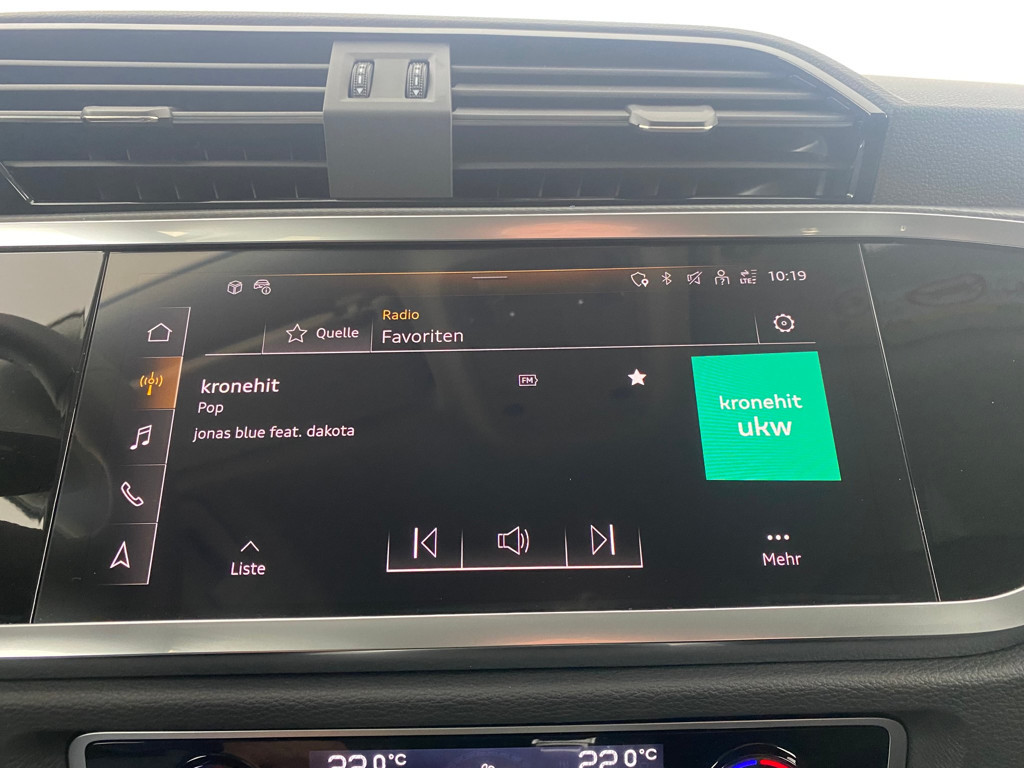 LTE
10:19
Radio
Quelle
Favoriten
kronehit
FM
Pop
jonas blue feat. dakota
kronehit
ukw
Liste
Mehr
22.0°C
22.0°C